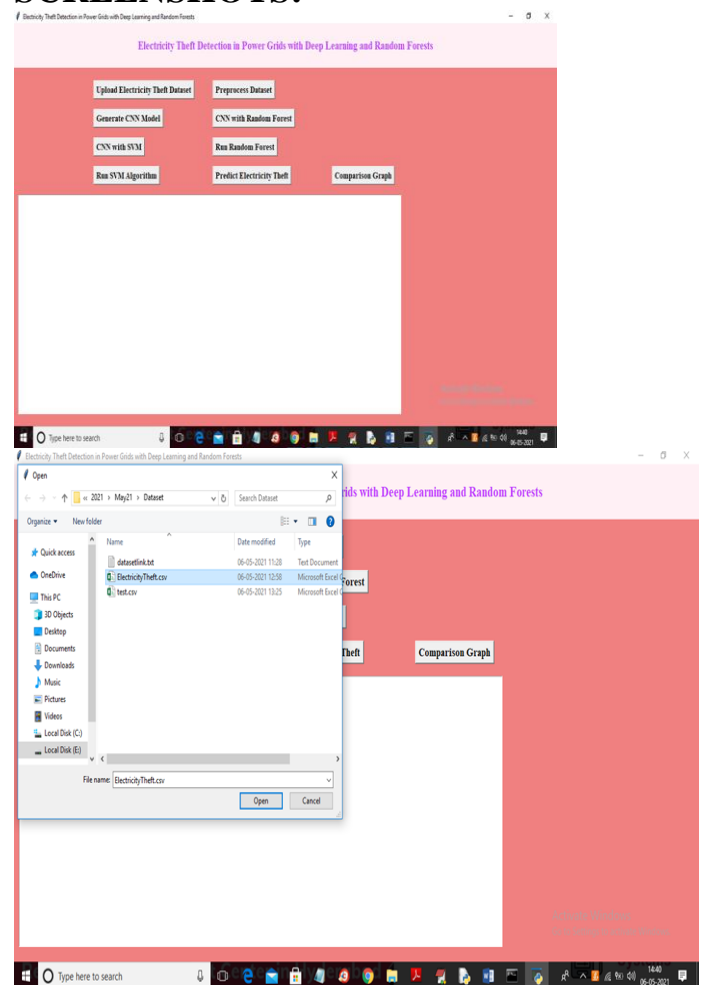 SCREENSHOTS:
Electricity Theft Detection in Power Grids with Deep Learning and Random Forests
Electricity Theft Detection in Power Grids with Deep Learning and Random Forests
Upload Electricity Theft Dataset Preprocess Dataset
Generate CNN Model CNN with Random Forest
CNN with SVM Run Random Forest
Run SVM Algorithm Predict Electricity Theft Comparison Graph
Type here to search 14:40
06-05-2021
Electricity Theft Detection in Power Grids with Deep Learning and Random Forests
Open
rids with Deep Learning and Random Forests
« 2021 › May21 › Dataset Search Dataset
Organize New folder
Name Date modified Type
Quick access
datasetlink.txt 06-05-2021 11:28 Text Document
OneDrive
ElectricityTheft.csv 06-05-2021 12:58 Microsoft Excel C
Forest
This PC
test.csv 06-05-2021 13:25 Microsoft Excel C
3D Objects
Desktop
Documents
Theft Comparison Graph
Downloads
Music
Pictures
Videos
Local Disk (C:)
Local Disk (E:)
File name: ElectricityTheft.csv
Open Cancel
Type here to search 14:40
06-05-2021